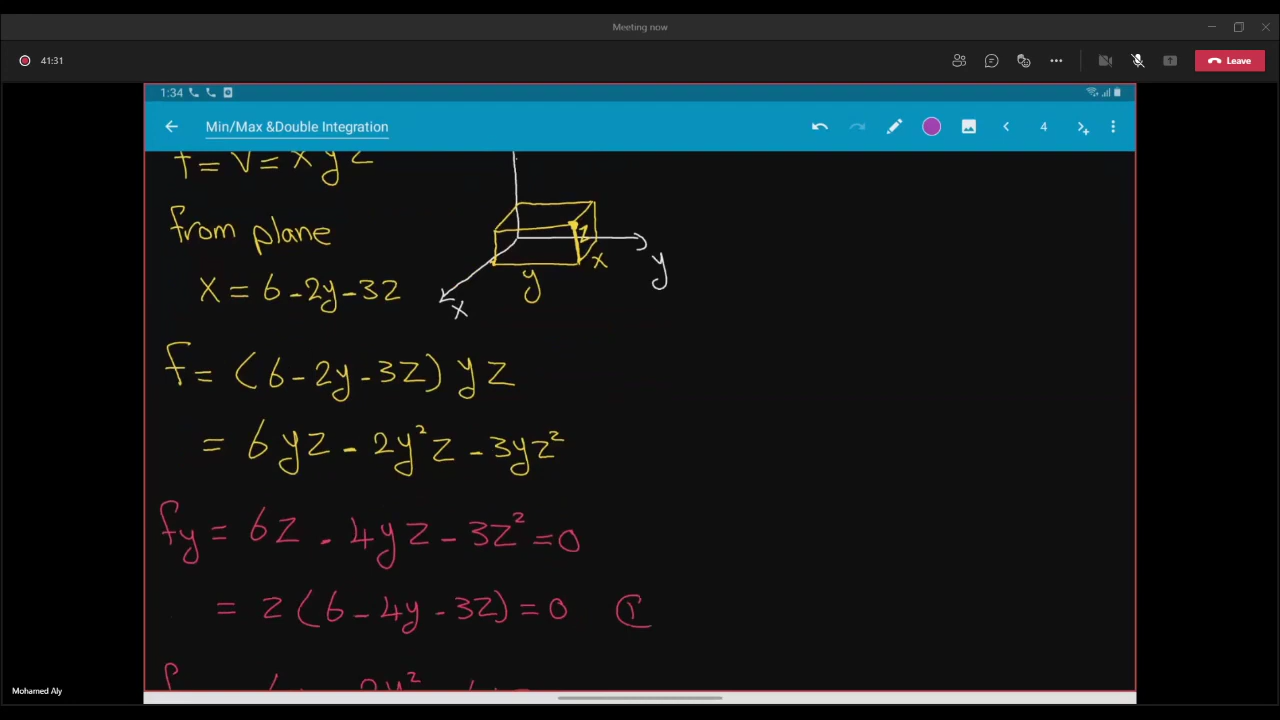 Meeting now
41:31
Leave
1:34
Min/Max &Double Integration
4
f = V = x y z
from plane
z
x
y
y
x = 6 - 2y - 3z
x
f = (6 - 2y - 3z) y z
= 6yz - 2y²z - 3yz²
fy = 6z - 4yz - 3z² = 0
= z (6 - 4y - 3z) = 0 ①
Mohamed Aly